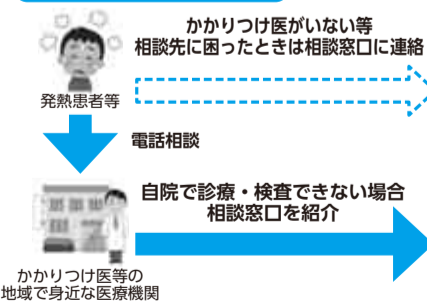 かかりつけ医がいない等
相談先に困ったときは相談窓口に連絡
発熱患者等
電話相談
自院で診療・検査できない場合
相談窓口を紹介
かかりつけ医等の
地域で身近な医療機関